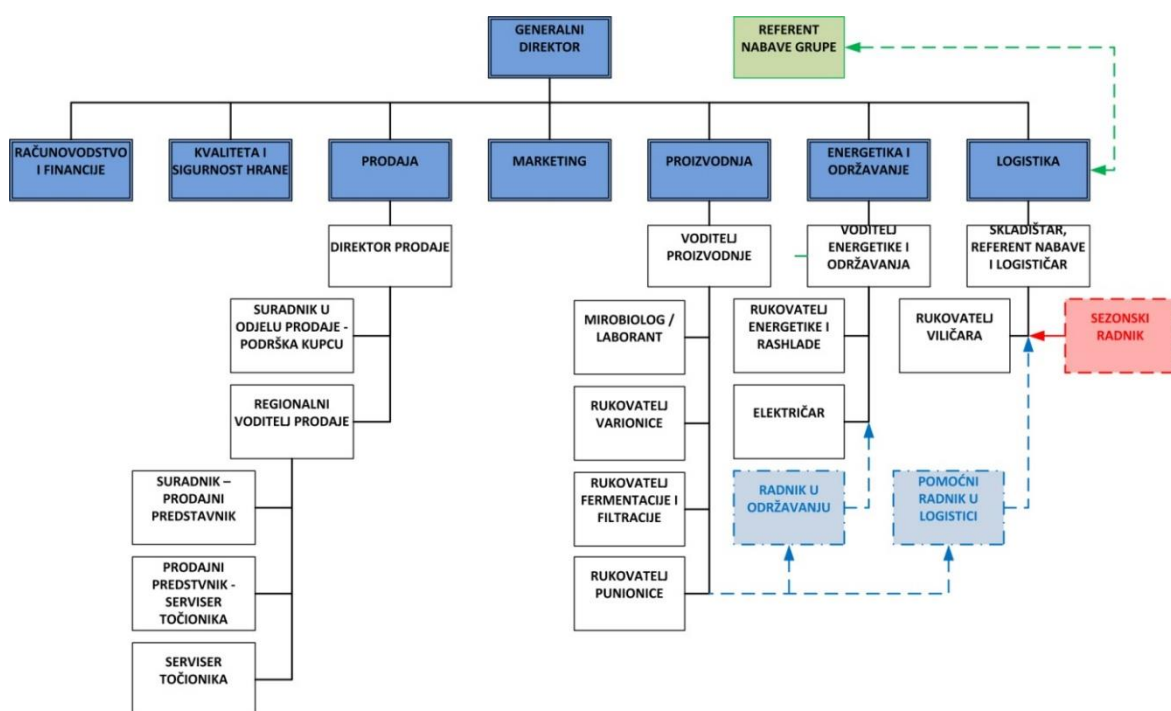 GENERALNI
DIREKTOR
REFERENT
NABAVE GRUPE
RAČUNOVODSTVO
I FINANCIJE
KVALITETA I
SIGURNOST HRANE
PRODAJA
MARKETING
PROIZVODNJA
ENERGETIKA I
ODRŽAVANJE
LOGISTIKA
DIREKTOR PRODAJE
VODITELJ
PROIZVODNJE
VODITELJ
ENERGETIKE I
ODRŽAVANJA
SKLADIŠTAR,
REFERENT NABAVE
I LOGISTIČAR
SURADNIK U
ODJELU PRODAJE -
PODRŠKA KUPCU
MIROBIOLOG /
LABORANT
RUKOVATELJ
ENERGETIKE I
RASHLADE
RUKOVATELJ
VILIČARA
SEZONSKI
RADNIK
REGIONALNI
VODITELJ PRODAJE
RUKOVATELJ
VARIONICE
ELEKTRIČAR
SURADNIK –
PRODAJNI
PREDSTAVNIK
RUKOVATELJ
FERMENTACIJE I
FILTRACIJE
RADNIK U
ODRŽAVANJU
POMOĆNI
RADNIK U
LOGISTICI
PRODAJNI
PREDSTVNIK -
SERVISER
TOČIONIKA
RUKOVATELJ
PUNIONICE
SERVISER
TOČIONIKA